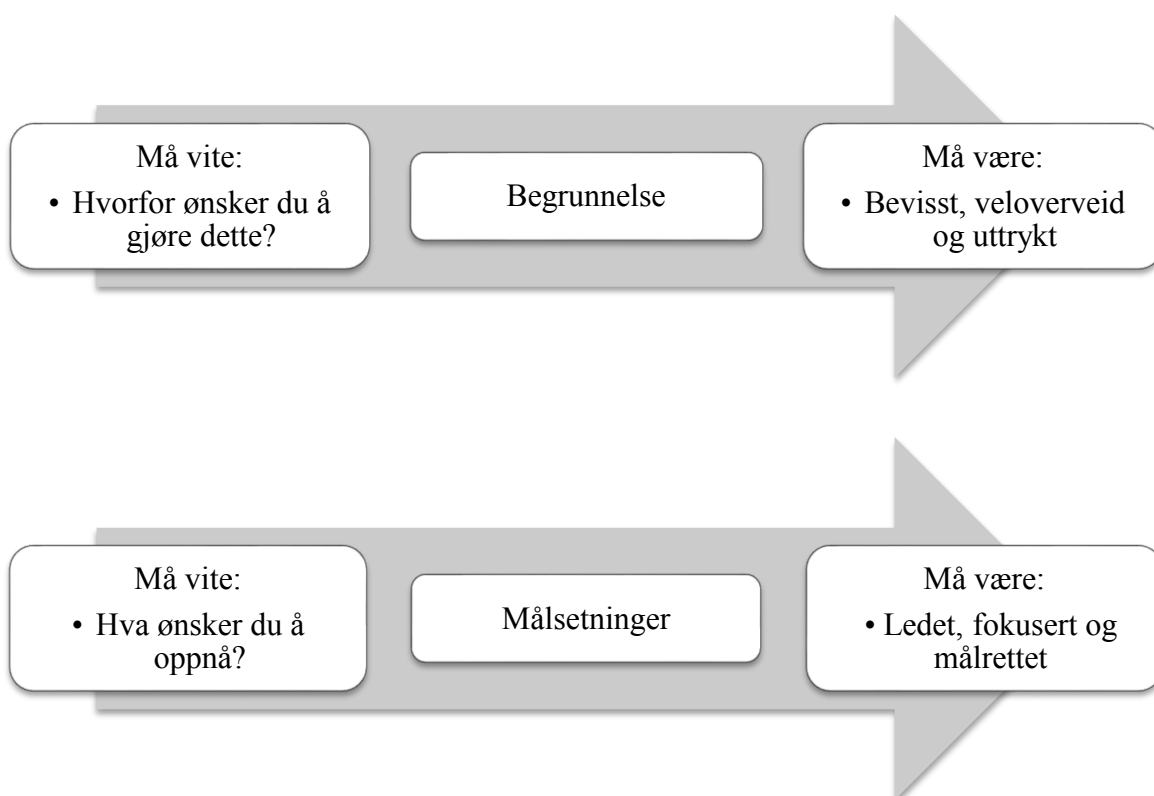 Må vite:
• Hvorfor ønsker du å
gjøre dette?
Begrunnelse
Må være:
• Bevisst, veloverveid
og uttrykt
Må vite:
• Hva ønsker du å
oppnå?
Målsetninger
Må være:
• Ledet, fokusert og
målrettet